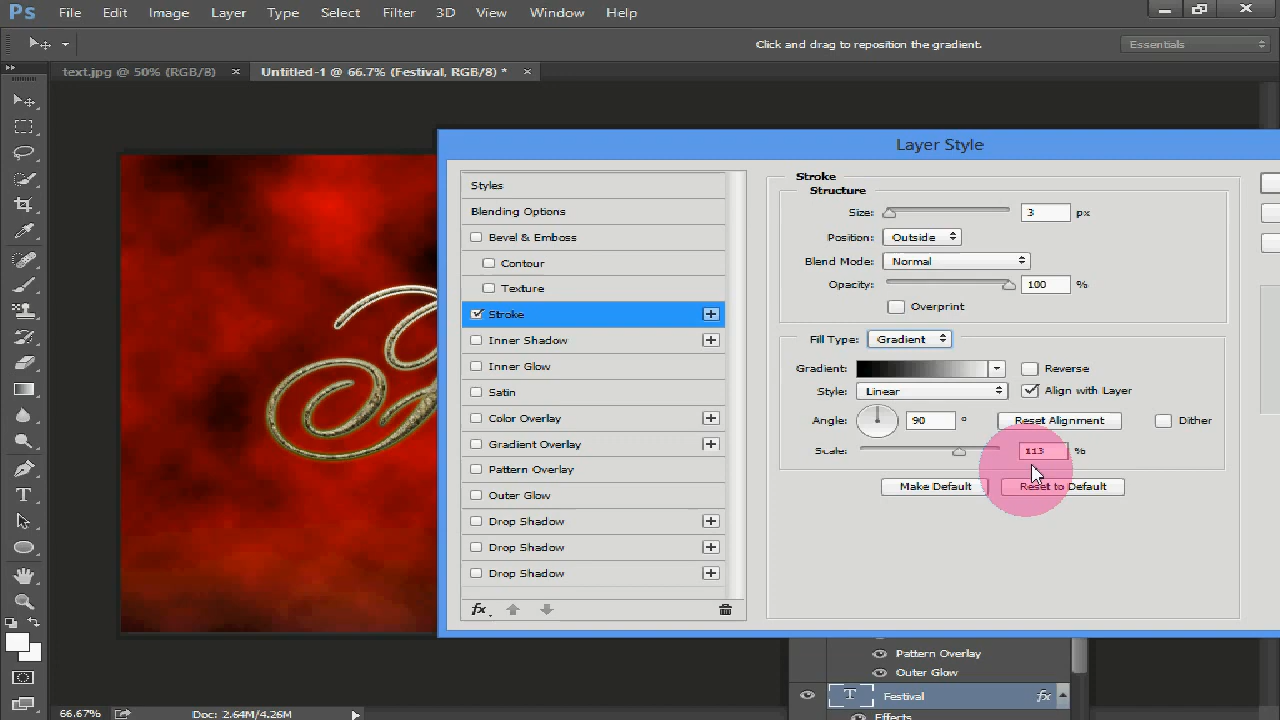 Ps File Edit Image Layer Type Select Filter 3D View Window Help
Click and drag to reposition the gradient. Essentials
text.jpg @ 50% (RGB/8) × Untitled-1 @ 66.7% (Festival, RGB/8) * ×
Layer Style
Styles
Blending Options
Bevel & Emboss
Contour
Texture
Stroke
Inner Shadow
Inner Glow
Satin
Color Overlay
Gradient Overlay
Pattern Overlay
Outer Glow
Drop Shadow
Drop Shadow
Drop Shadow
fx
Stroke
Structure
Size: 3 px
Position: Outside
Blend Mode: Normal
Opacity: 100 %
Overprint
Fill Type: Gradient
Gradient: Reverse
Style: Linear Align with Layer
Angle: 90 ° Reset Alignment Dither
Scale: 113 %
Make Default Reset to Default
Pattern Overlay
Outer Glow
T Festival fx
Effects
66.67% Doc: 2.64M/4.26M